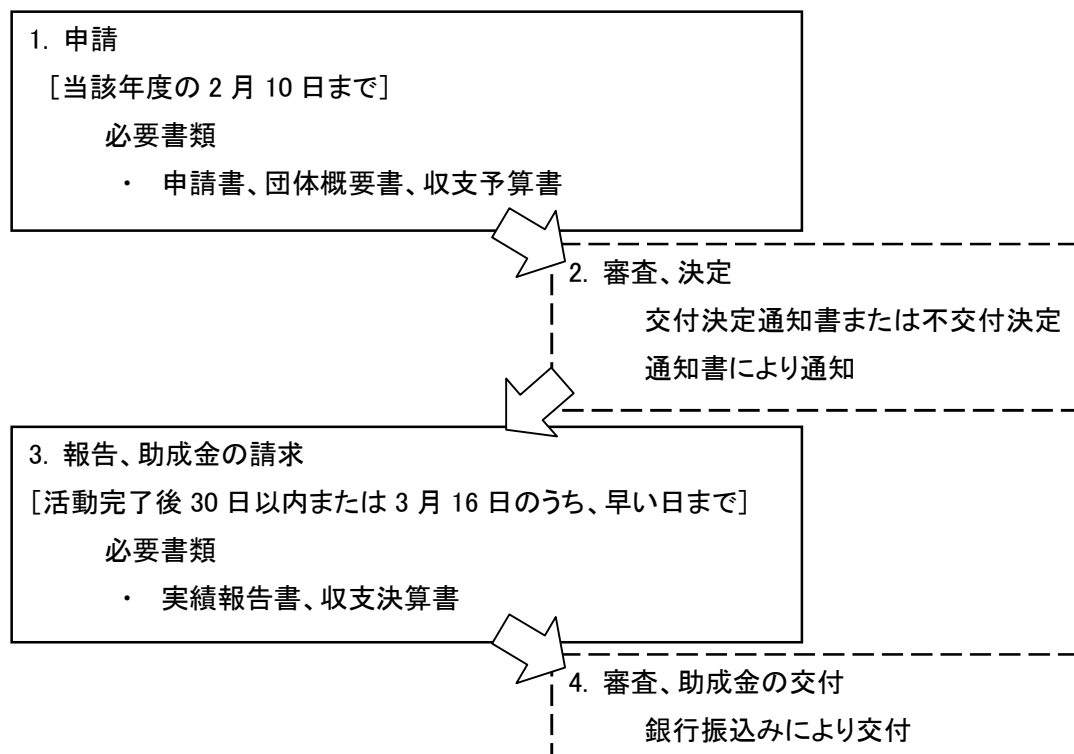 1. 申請
［当該年度の 2 月 10 日まで］
必要書類
・ 申請書、団体概要書、収支予算書
2. 審査、決定
交付決定通知書または不交付決定
通知書により通知
3. 報告、助成金の請求
［活動完了後 30 日以内または 3 月 16 日のうち、早い日まで］
必要書類
・ 実績報告書、収支決算書
4. 審査、助成金の交付
銀行振込みにより交付